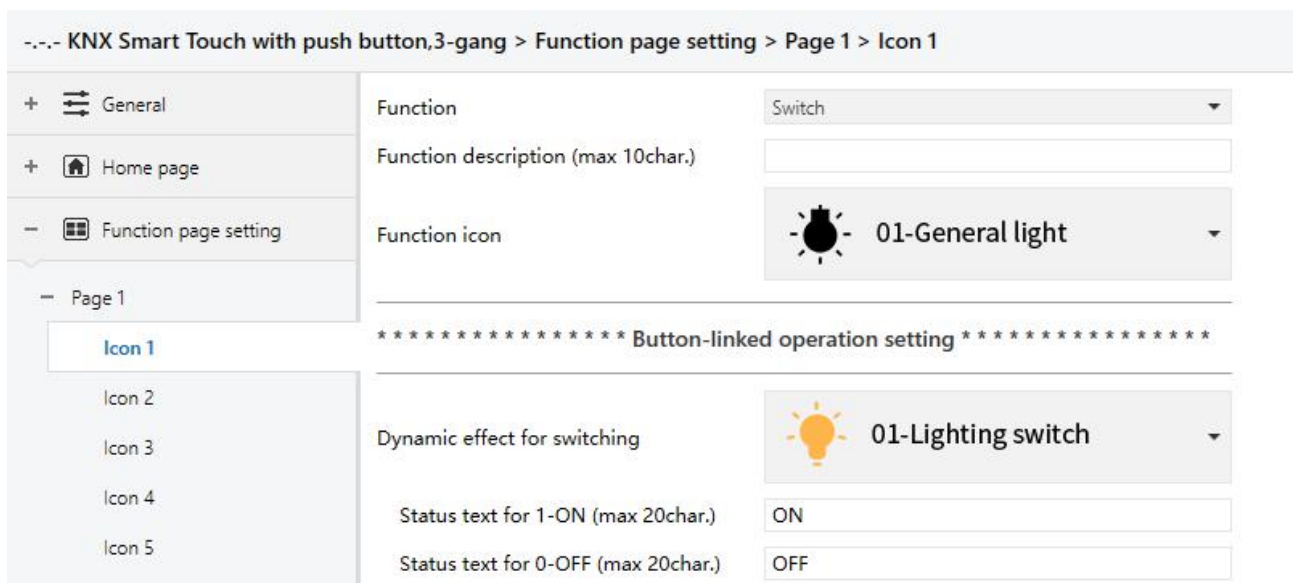 -.-.- KNX Smart Touch with push button,3-gang > Function page setting > Page 1 > Icon 1
+ General
+ Home page
− Function page setting
− Page 1
Icon 1
Icon 2
Icon 3
Icon 4
Icon 5
Function Switch
Function description (max 10char.)
Function icon 01-General light
* * * * * * * * * * * * * * * * Button-linked operation setting * * * * * * * * * * * * * * * *
Dynamic effect for switching 01-Lighting switch
Status text for 1-ON (max 20char.) ON
Status text for 0-OFF (max 20char.) OFF